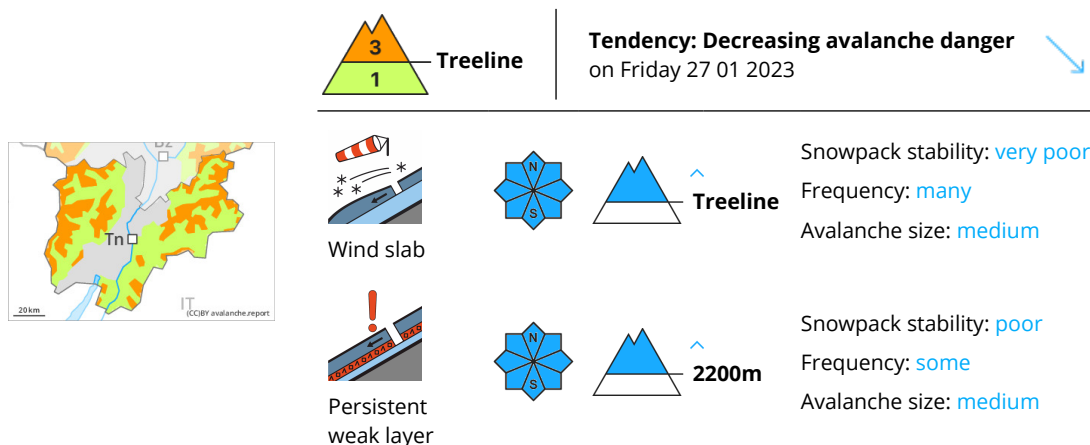 3
1
Treeline
Tendency: Decreasing avalanche danger
on Friday 27 01 2023
Bz
Tn
IT
20 km
(CC)BY avalanche.report
Wind slab
N
S
Treeline
Snowpack stability: very poor
Frequency: many
Avalanche size: medium
Persistent
weak layer
N
S
2200m
Snowpack stability: poor
Frequency: some
Avalanche size: medium